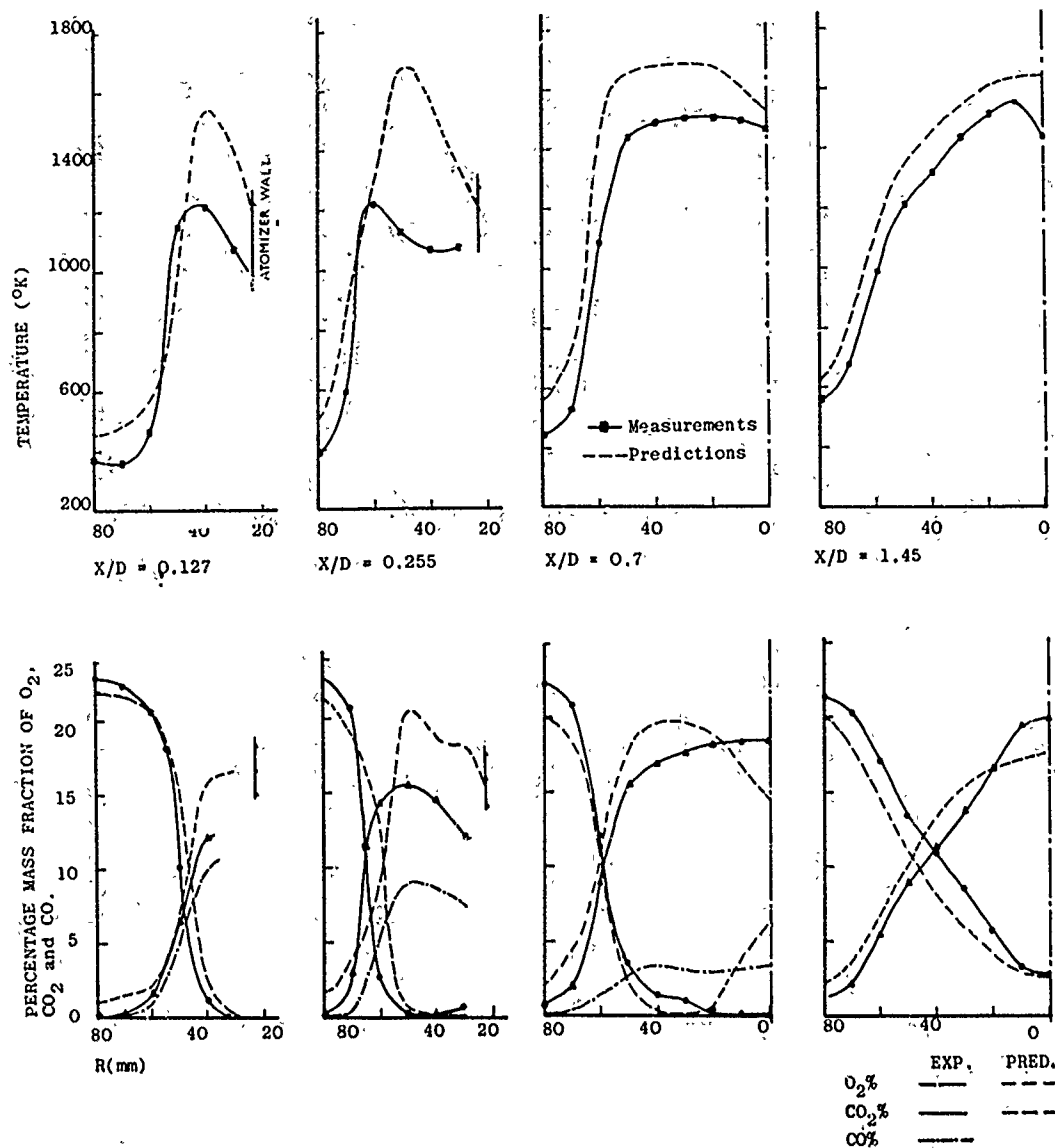 1800
1400
1000
600
200
TEMPERATURE (°K)
ATOMIZER WALL.
Measurements
Predictions
80 40 20
80 40 20
80 40 0
80 40 0
X/D = 0.127
X/D = 0.255
X/D = 0.7
X/D = 1.45
25
20
15
10
5
0
PERCENTAGE MASS FRACTION OF O2,
CO2 and CO.
80 40 20
80 40 20
80 40 0
80 40 0
R(mm)
EXP. PRED.
O2%
CO2%
CO%